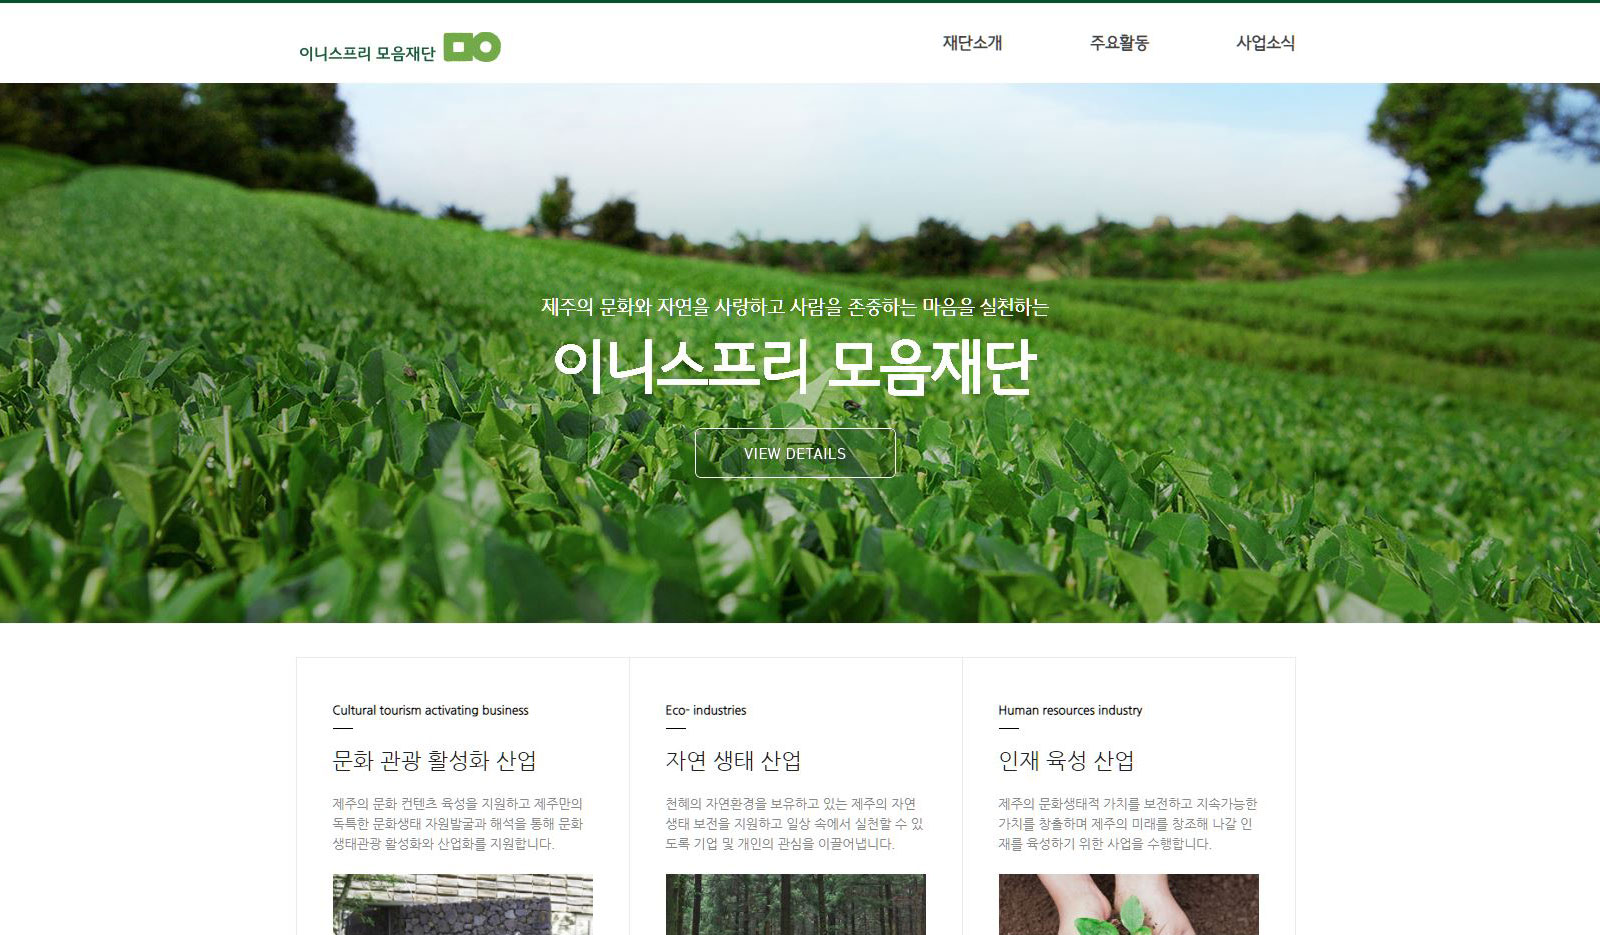 이니스프리 모음재단
재단소개
주요활동
사업소식
제주의 문화와 자연을 사랑하고 사람을 존중하는 마음을 실천하는
이니스프리 모음재단
VIEW DETAILS
Cultural tourism activating business
문화 관광 활성화 산업
제주의 문화 컨텐츠 육성을 지원하고 제주만의
독특한 문화생태 자원발굴과 해석을 통해 문화
생태관광 활성화와 산업화를 지원합니다.
Eco- industries
자연 생태 산업
천혜의 자연환경을 보유하고 있는 제주의 자연
생태 보전을 지원하고 일상 속에서 실천할 수 있
도록 기업 및 개인의 관심을 이끌어냅니다.
Human resources industry
인재 육성 산업
제주의 문화생태적 가치를 보전하고 지속가능한
가치를 창출하며 제주의 미래를 창조해 나갈 인
재를 육성하기 위한 사업을 수행합니다.